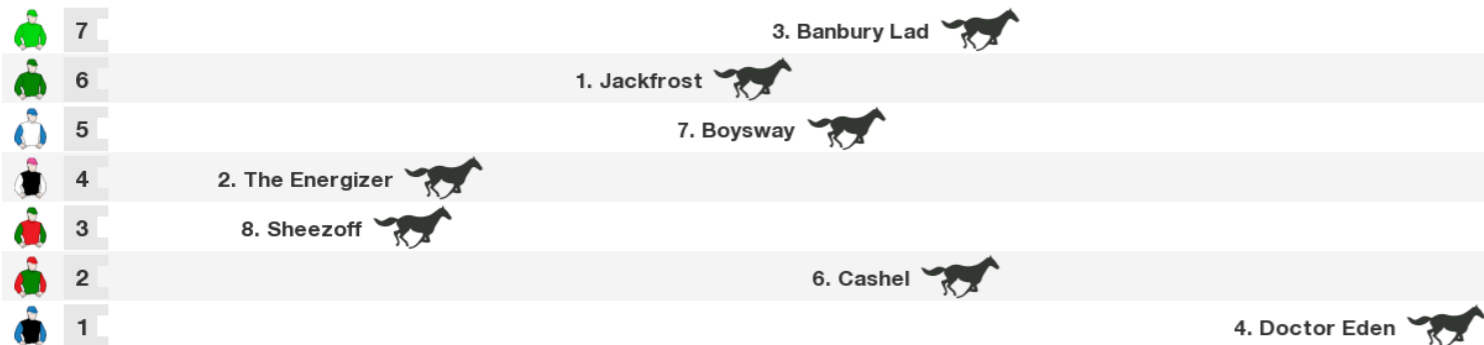 7 3. Banbury Lad
6 1. Jackfrost
5 7. Boysway
4 2. The Energizer
3 8. Sheezoff
2 6. Cashel
1 4. Doctor Eden